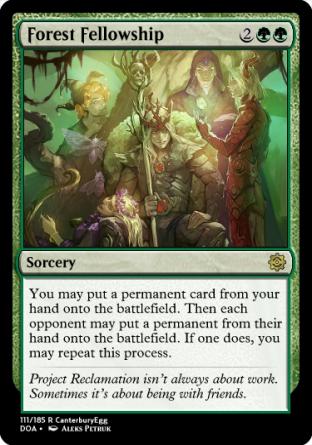 Forest Fellowship 2
Sorcery
You may put a permanent card from your
hand onto the battlefield. Then each
opponent may put a permanent from their
hand onto the battlefield. If one does, you
may repeat this process.
Project Reclamation isn't always about work.
Sometimes it's about being with friends.
111/185 R CanterburyEgg
DOA • Aleks Petruk